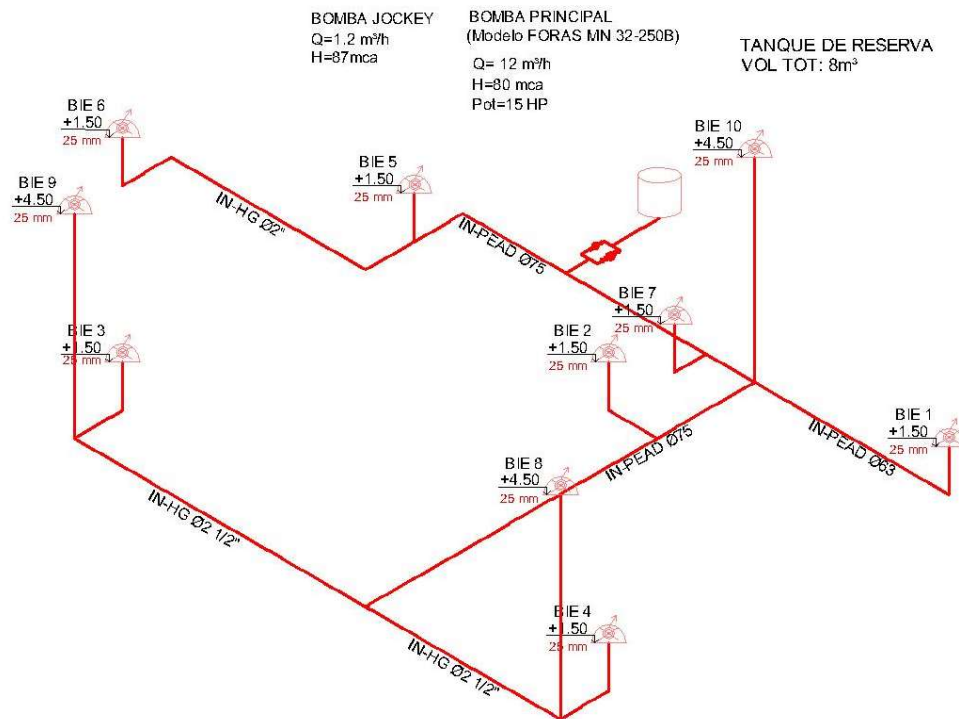 BOMBA JOCKEY
Q=1.2 m³/h
H=87mca
BOMBA PRINCIPAL
(Modelo FORAS MN 32-250B)
Q= 12 m³/h
H=80 mca
Pot=15 HP
TANQUE DE RESERVA
VOL TOT: 8m³
BIE 6
+1.50
25 mm
BIE 9
+4.50
25 mm
BIE 5
+1.50
25 mm
BIE 10
+4.50
25 mm
IN-HG Ø2"
IN-PEAD Ø75
BIE 7
+1.50
25 mm
BIE 3
+1.50
25 mm
BIE 2
+1.50
25 mm
BIE 1
+1.50
25 mm
IN-PEAD Ø63
IN-PEAD Ø75
BIE 8
+4.50
25 mm
IN-HG Ø2 1/2"
BIE 4
+1.50
25 mm
IN-HG Ø2 1/2"